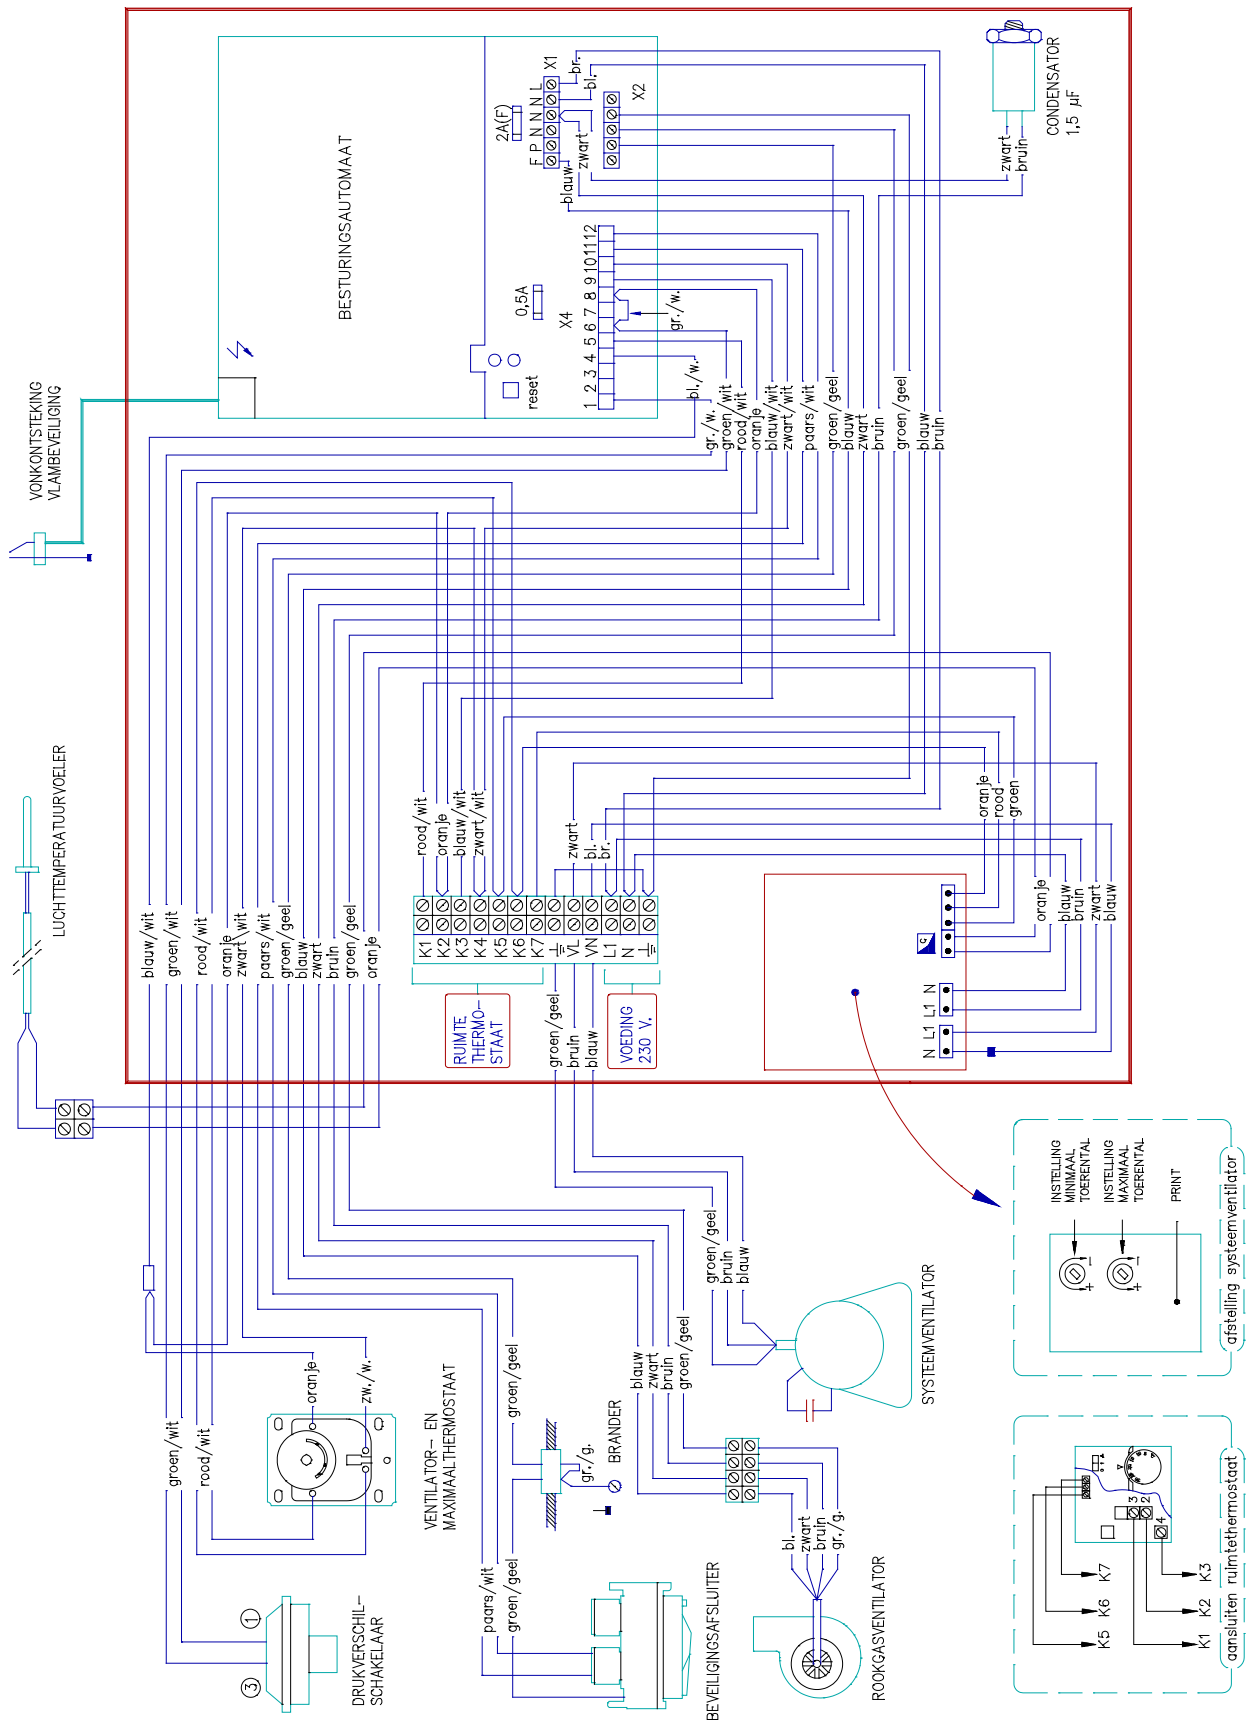 VONKONTSTEKING
VLAMBEVEILIGING
LUCHTTEMPERATUURVOELER
BESTURINGSAUTOMAAT
reset
0,5A
X4
1 2 3 4 5 6 7 8 9 10 11 12
2A(F)
F P N N N L
X1
X2
br.
bl.
zwart
blauw
CONDENSATOR
1,5 µF
zwart
bruin
gr./w.
bl./w.
gr./w.
groen/wit
rood/wit
oranje
blauw/wit
zwart/wit
paars/wit
groen/geel
blauw
zwart
bruin
groen/geel
blauw
bruin
blauw/wit
groen/wit
rood/wit
oranje
zwart/wit
paars/wit
groen/geel
blauw
zwart
bruin
groen/geel
oranje
rood/wit
oranje
blauw/wit
zwart/wit
zwart
bl.
br.
K1
K2
K3
K4
K5
K6
K7
VL
VN
L1
N
RUIMTE
THERMO-
STAAT
VOEDING
230 V.
groen/geel
bruin
blauw
oranje
rood
groen
oranje
blauw
bruin
zwart
blauw
N L1 L1 N
c
groen/wit
rood/wit
oranje
zw./w.
VENTILATOR- EN
MAXIMAALTHERMOSTAAT
1
3
DRUKVERSCHIL-
SCHAKELAAR
groen/geel
gr./g.
BRANDER
paars/wit
groen/geel
BEVEILIGINGSAFSLUITER
blauw
zwart
bruin
groen/geel
bl.
zwart
bruin
gr./g.
ROOKGASVENTILATOR
groen/geel
bruin
blauw
SYSTEEMVENTILATOR
INSTELLING
MINIMAAL
TOERENTAL
INSTELLING
MAXIMAAL
TOERENTAL
PRINT
+ -
+ -
afstelling systeemventilator
3
2
4
K7
K6
K5
K3
K2
K1
aansluiten ruimtethermostaat